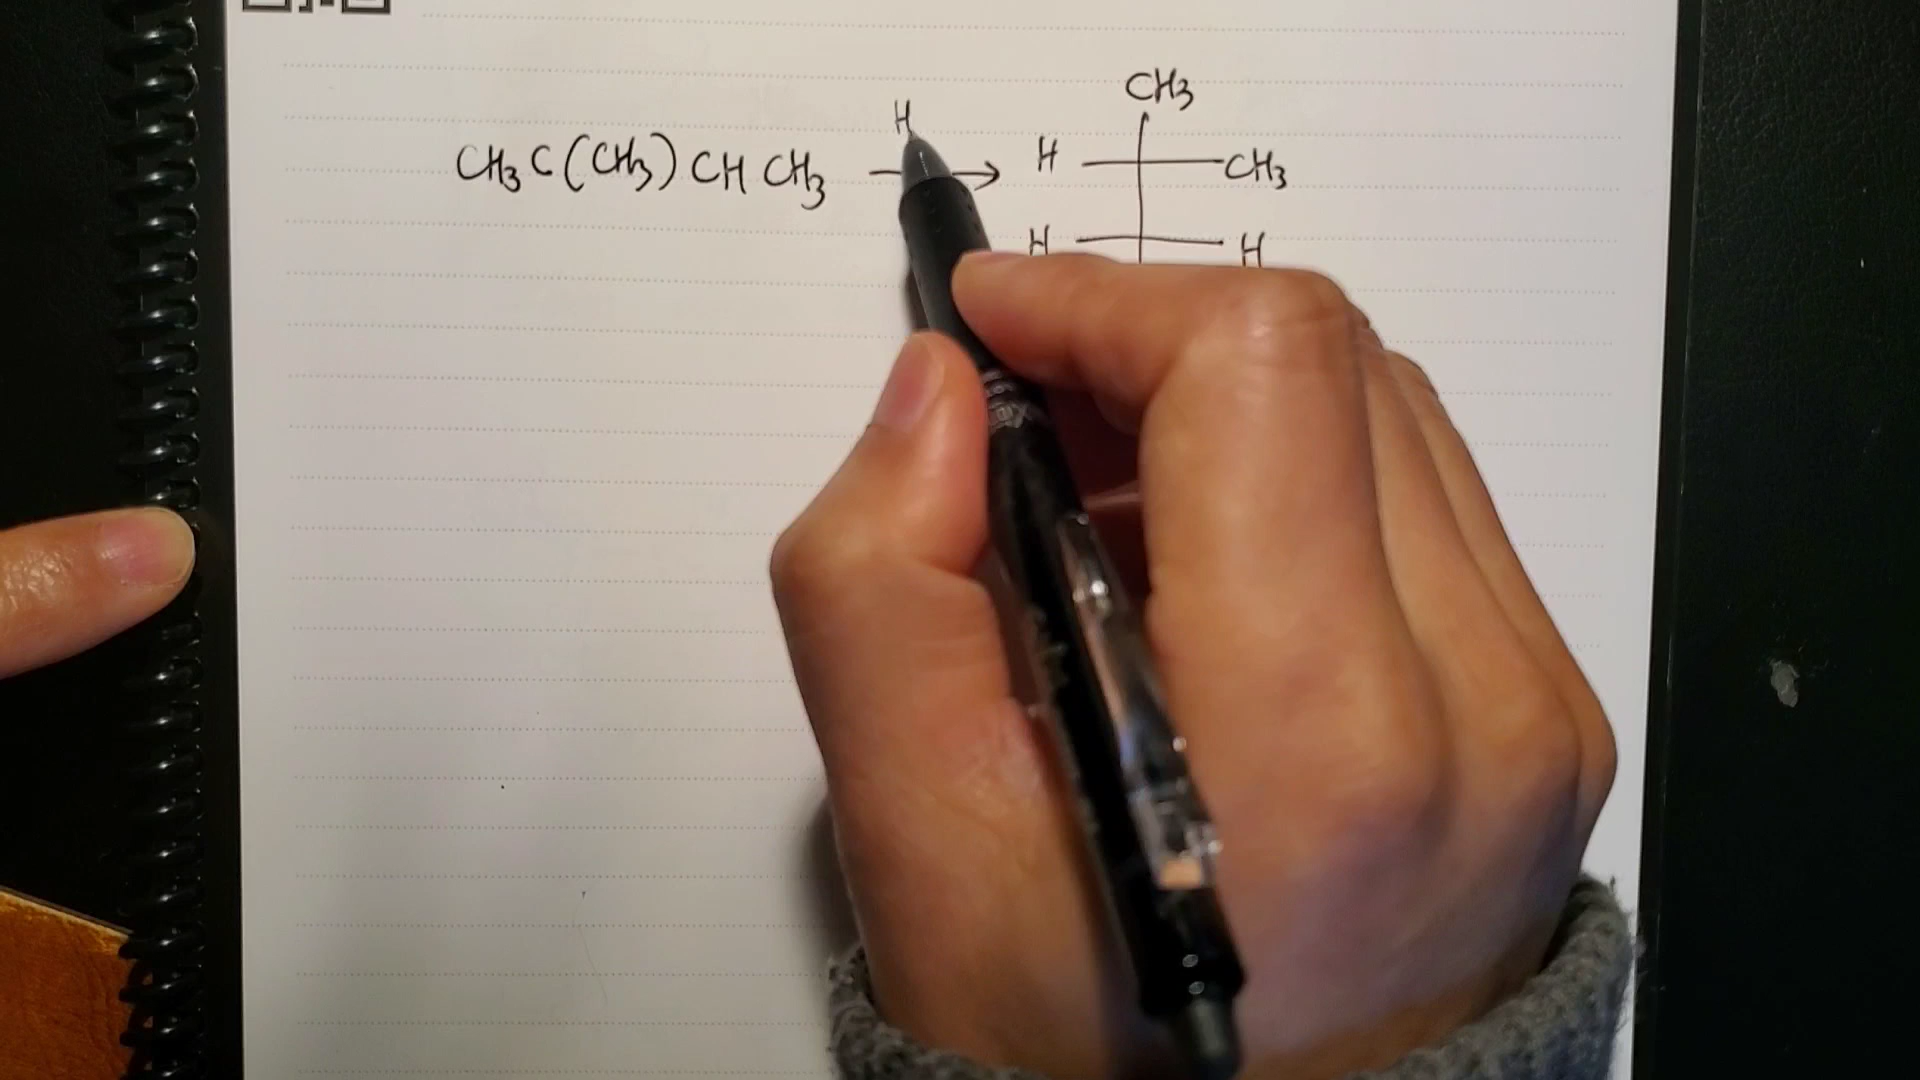 CH3
H
CH3C(CH3)CHCH3 → H CH3
H H